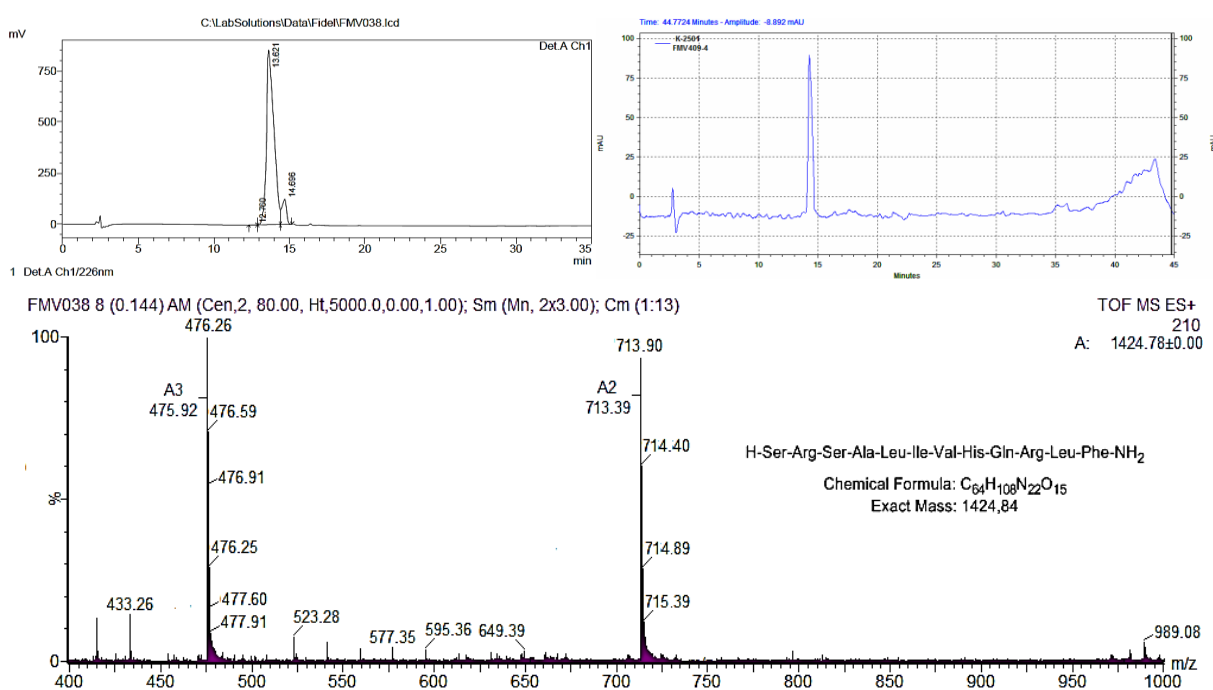 C:\LabSolutions\Data\Fidel\FMV038.lcd
mV
Det.A Ch1
13.621
12.760
14.696
750
500
250
0
0 5 10 15 20 25 30 35
min
1 Det.A Ch1/226nm
Time: 44.7724 Minutes - Amplitude: -8.892 mAU
K-2501
FMV409-4
100 100
75 75
50 50
25 25
0 0
-25 -25
mAU
0 5 10 15 20 25 30 35 40 45
Minutes
FMV038 8 (0.144) AM (Cen,2, 80.00, Ht,5000.0,0.00,1.00); Sm (Mn, 2x3.00); Cm (1:13)
TOF MS ES+
210
A: 1424.78±0.00
476.26
713.90
100
A3
475.92
476.59
A2
713.39
714.40
H-Ser-Arg-Ser-Ala-Leu-Ile-Val-His-Gln-Arg-Leu-Phe-NH2
Chemical Formula: C64H108N22O15
Exact Mass: 1424,84
476.91
%
476.25
714.89
477.60
433.26
477.91
715.39
523.28
577.35
595.36
649.39
989.08
0
400 450 500 550 600 650 700 750 800 850 900 950 1000
m/z